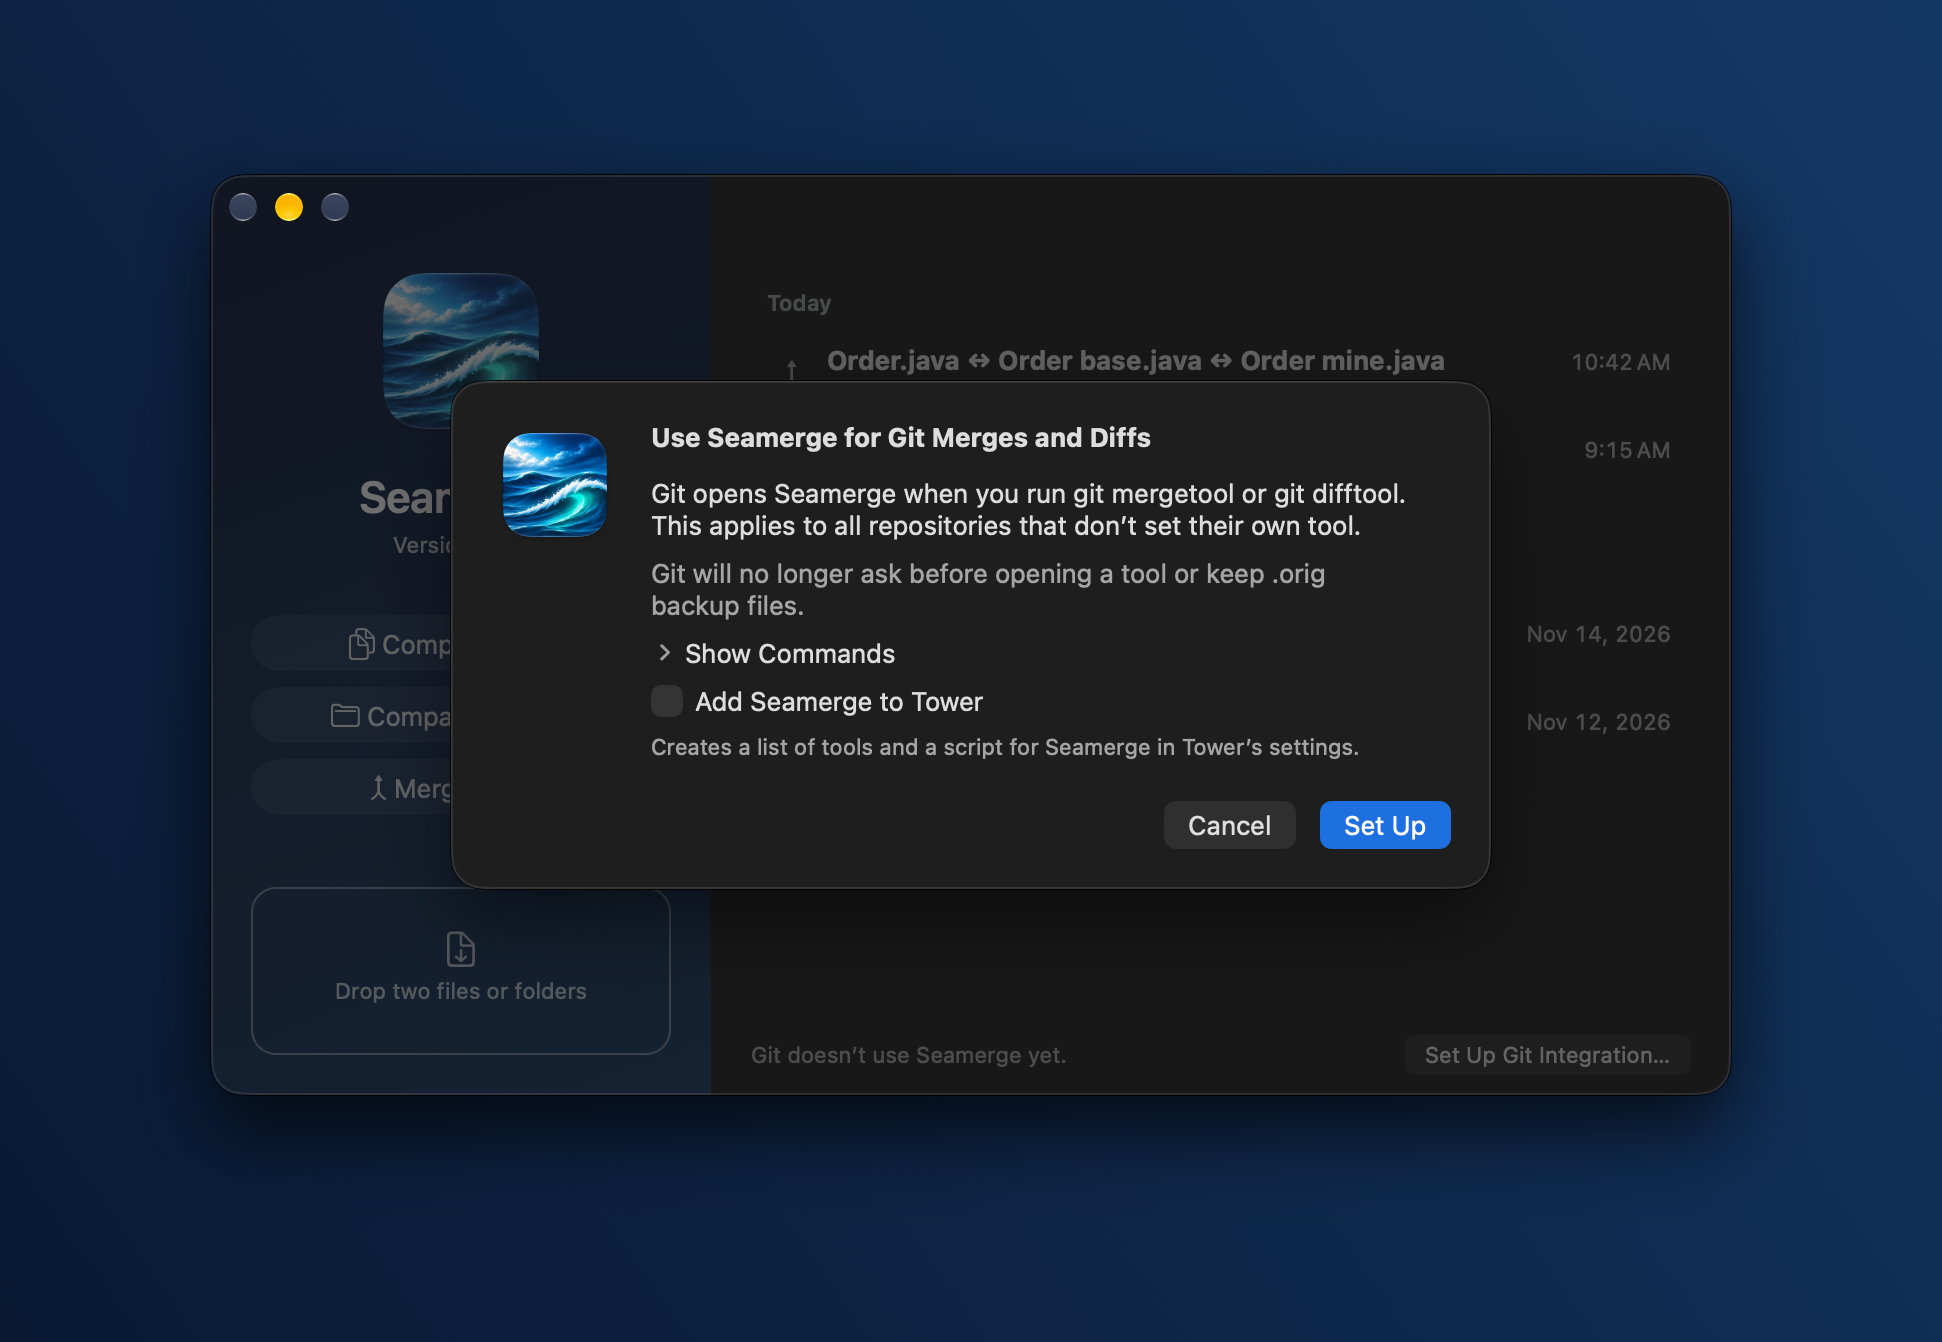 Today
Order.java ↔ Order base.java ↔ Order mine.java
10:42 AM
9:15 AM
Nov 14, 2026
Nov 12, 2026
Use Seamerge for Git Merges and Diffs
Git opens Seamerge when you run git mergetool or git difftool.
This applies to all repositories that don’t set their own tool.
Git will no longer ask before opening a tool or keep .orig
backup files.
Show Commands
Add Seamerge to Tower
Creates a list of tools and a script for Seamerge in Tower’s settings.
Cancel
Set Up
Drop two files or folders
Git doesn’t use Seamerge yet.
Set Up Git Integration...